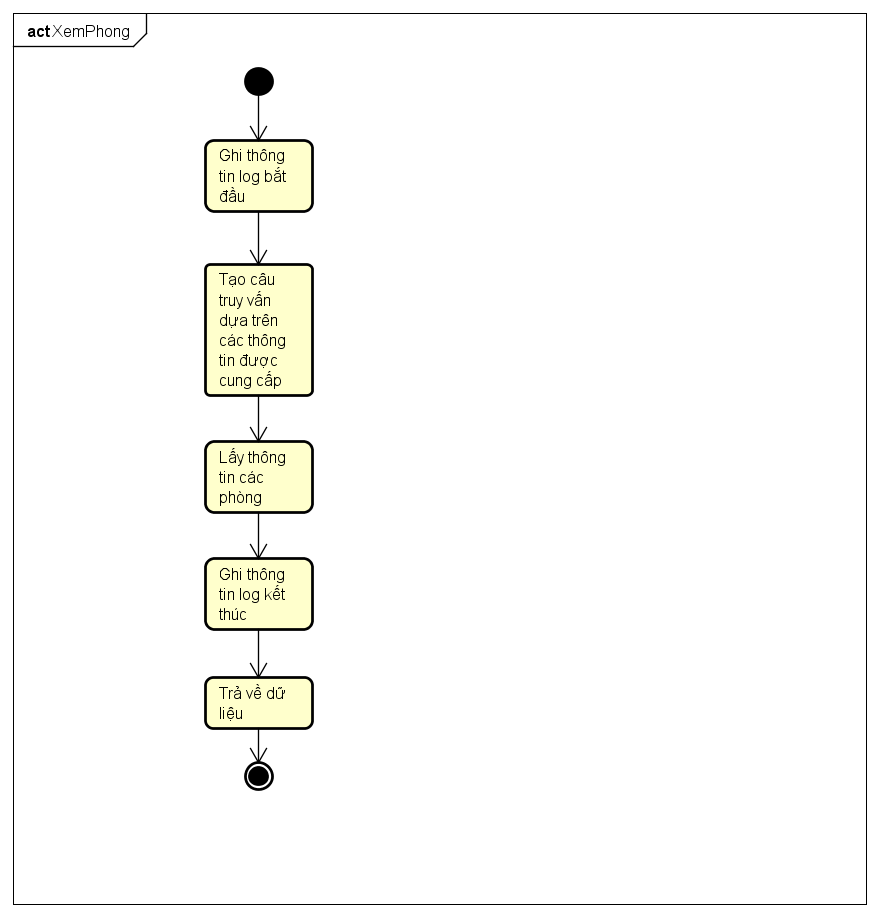 act XemPhong
Ghi thông
tin log bắt
đầu
Tạo câu
truy vấn
dựa trên
các thông
tin được
cung cấp
Lấy thông
tin các
phòng
Ghi thông
tin log kết
thúc
Trả về dữ
liệu